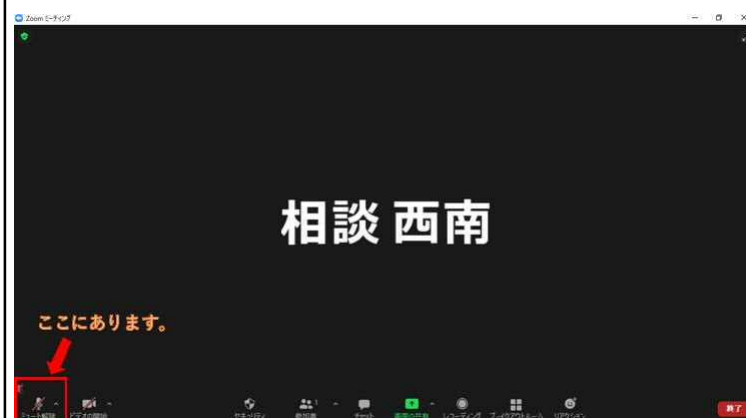 Zoom ミーティング
相談 西南
ここにあります。
ミュート解除 ビデオの開始 セキュリティ 参加者 1 チャット 画面の共有 レコーディング ブレイクアウトルーム リアクション 終了